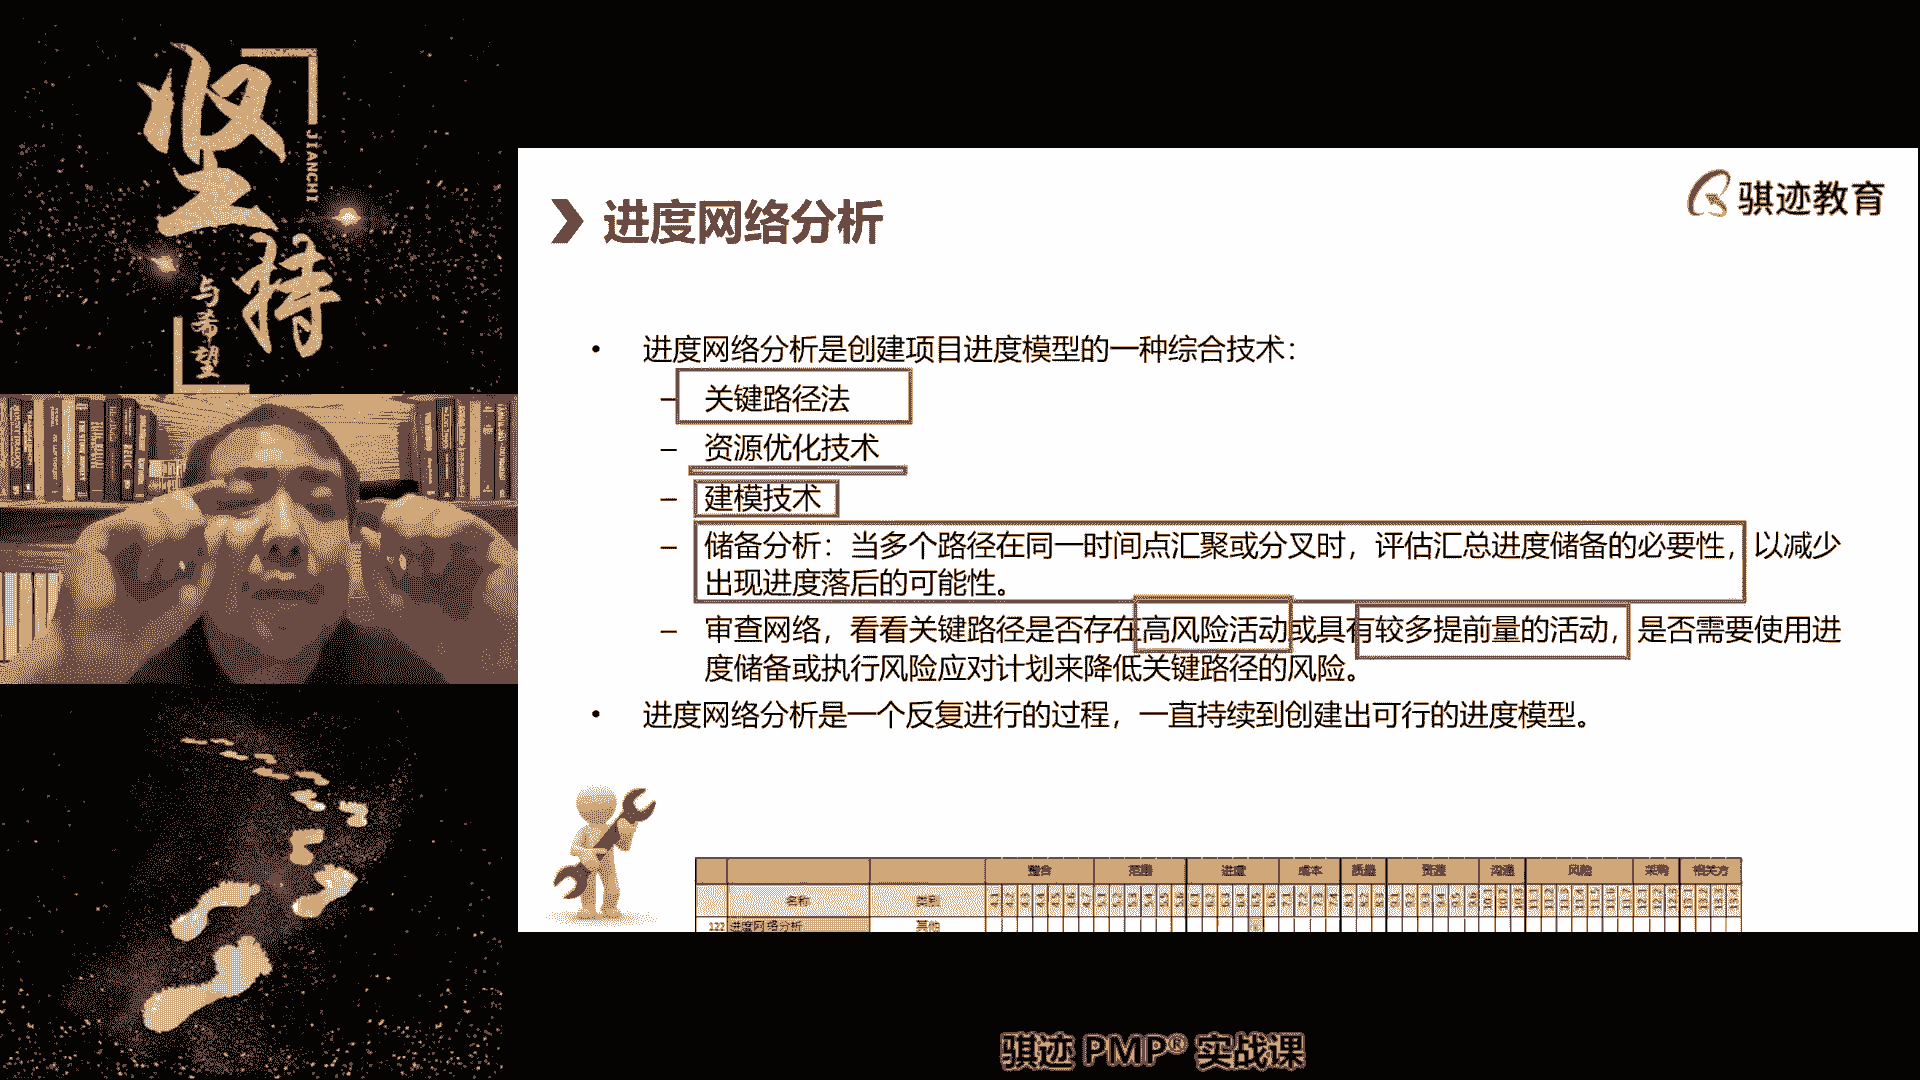 坚持
JIANCHI
与希望
骐迹教育
进度网络分析
• 进度网络分析是创建项目进度模型的一种综合技术：
– 关键路径法
– 资源优化技术
– 建模技术
– 储备分析：当多个路径在同一时间点汇聚或分叉时，评估汇总进度储备的必要性，以减少
出现进度落后的可能性。
– 审查网络，看看关键路径是否存在高风险活动或具有较多提前量的活动，是否需要使用进
度储备或执行风险应对计划来降低关键路径的风险。
• 进度网络分析是一个反复进行的过程，一直持续到创建出可行的进度模型。
整合 范围 进度 成本 质量 资源 沟通 风险 采购 相关方
名称 类别
122 进度网络分析 其他
骐迹 PMP® 实战课